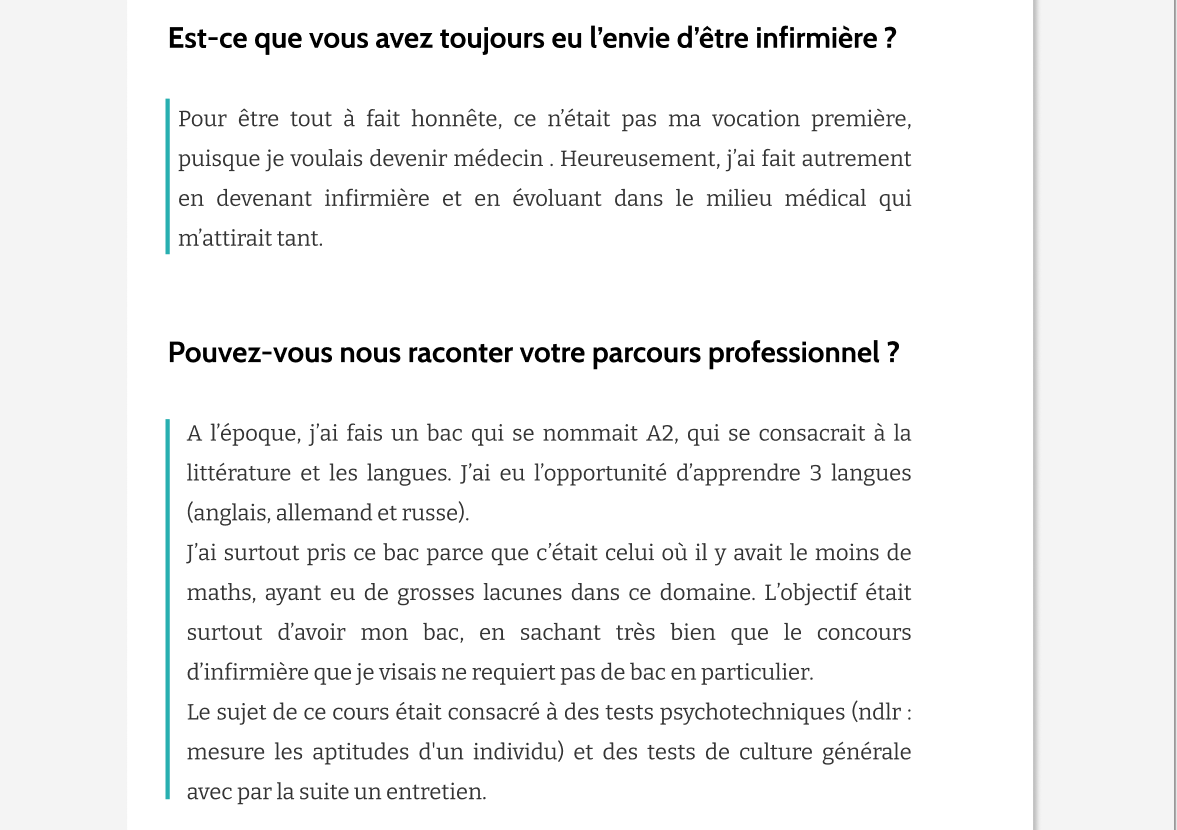 Est-ce que vous avez toujours eu l’envie d’être infirmière ?
Pour être tout à fait honnête, ce n’était pas ma vocation première,
puisque je voulais devenir médecin . Heureusement, j’ai fait autrement
en devenant infirmière et en évoluant dans le milieu médical qui
m’attirait tant.
Pouvez-vous nous raconter votre parcours professionnel ?
A l’époque, j’ai fais un bac qui se nommait A2, qui se consacrait à la
littérature et les langues. J’ai eu l’opportunité d’apprendre 3 langues
(anglais, allemand et russe).
J’ai surtout pris ce bac parce que c’était celui où il y avait le moins de
maths, ayant eu de grosses lacunes dans ce domaine. L’objectif était
surtout d’avoir mon bac, en sachant très bien que le concours
d’infirmière que je visais ne requiert pas de bac en particulier.
Le sujet de ce cours était consacré à des tests psychotechniques (ndlr :
mesure les aptitudes d'un individu) et des tests de culture générale
avec par la suite un entretien.